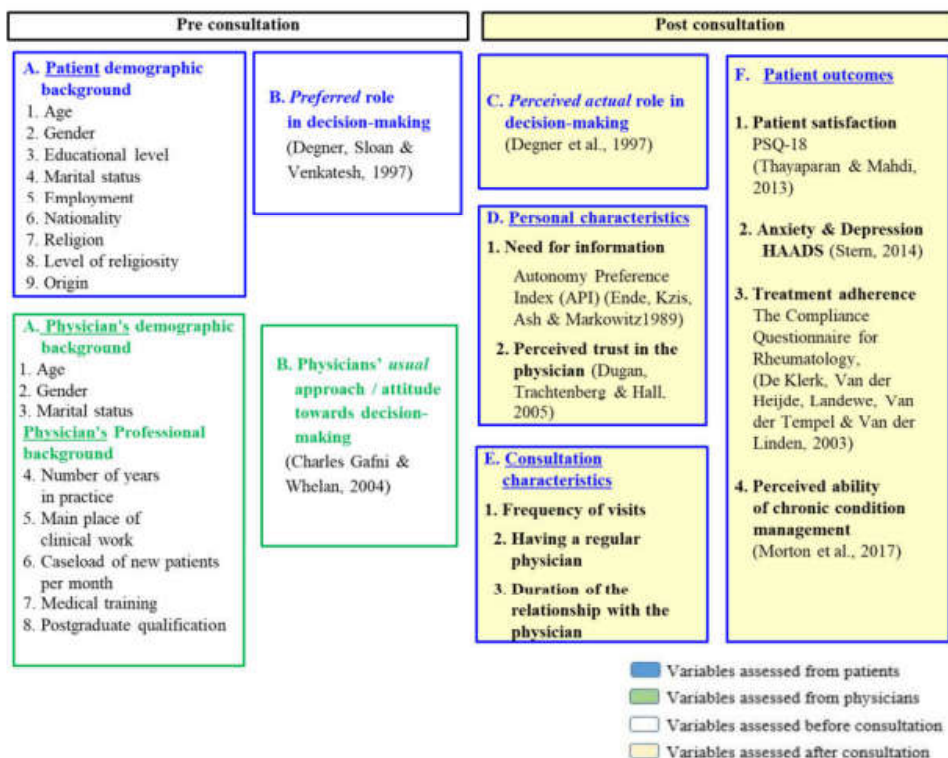 Pre consultation
Post consultation
A. Patient demographic
background
1. Age
2. Gender
3. Educational level
4. Marital status
5. Employment
6. Nationality
7. Religion
8. Level of religiosity
9. Origin
B. Preferred role
in decision-making
(Degner, Sloan &
Venkatesh, 1997)
A. Physician's demographic
background
1. Age
2. Gender
3. Marital status
Physician's Professional
background
4. Number of years
in practice
5. Main place of
clinical work
6. Caseload of new patients
per month
7. Medical training
8. Postgraduate qualification
B. Physicians' usual
approach / attitude
towards decision-
making
(Charles Gafni &
Whelan, 2004)
C. Perceived actual role in
decision-making
(Degner et al., 1997)
D. Personal characteristics
1. Need for information
Autonomy Preference
Index (API) (Ende, Kzis,
Ash & Markowitz1989)
2. Perceived trust in the
physician (Dugan,
Trachtenberg & Hall,
2005)
E. Consultation
characteristics
1. Frequency of visits
2. Having a regular
physician
3. Duration of the
relationship with the
physician
F. Patient outcomes
1. Patient satisfaction
PSQ-18
(Thayaparan & Mahdi,
2013)
2. Anxiety & Depression
HAADS (Stern, 2014)
3. Treatment adherence
The Compliance
Questionnaire for
Rheumatology,
(De Klerk, Van der
Heijde, Landewe, Van
der Tempel & Van der
Linden, 2003)
4. Perceived ability
of chronic condition
management
(Morton et al., 2017)
Variables assessed from patients
Variables assessed from physicians
Variables assessed before consultation
Variables assessed after consultation